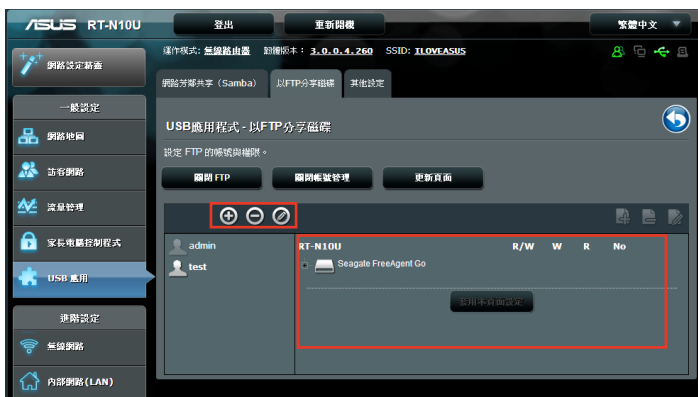 ASUS RT-N10U 登出 重新開機 繁體中文
運作模式: 無線路由器 韌體版本: 3.0.0.4.260 SSID: ILOVEASUS
網路設定精靈
網路芳鄰共享 (Samba) 以FTP分享磁碟 其他設定
一般設定
USB應用程式 - 以FTP分享磁碟
網路地圖
設定 FTP 的帳號與權限。
訪客網路
關閉 FTP 關閉帳號管理 更新頁面
流量管理
家長電腦控制程式
admin RT-N10U R/W W R No
test Seagate FreeAgent Go
USB 應用
套用本頁面設定
進階設定
無線網路
內部網路(LAN)